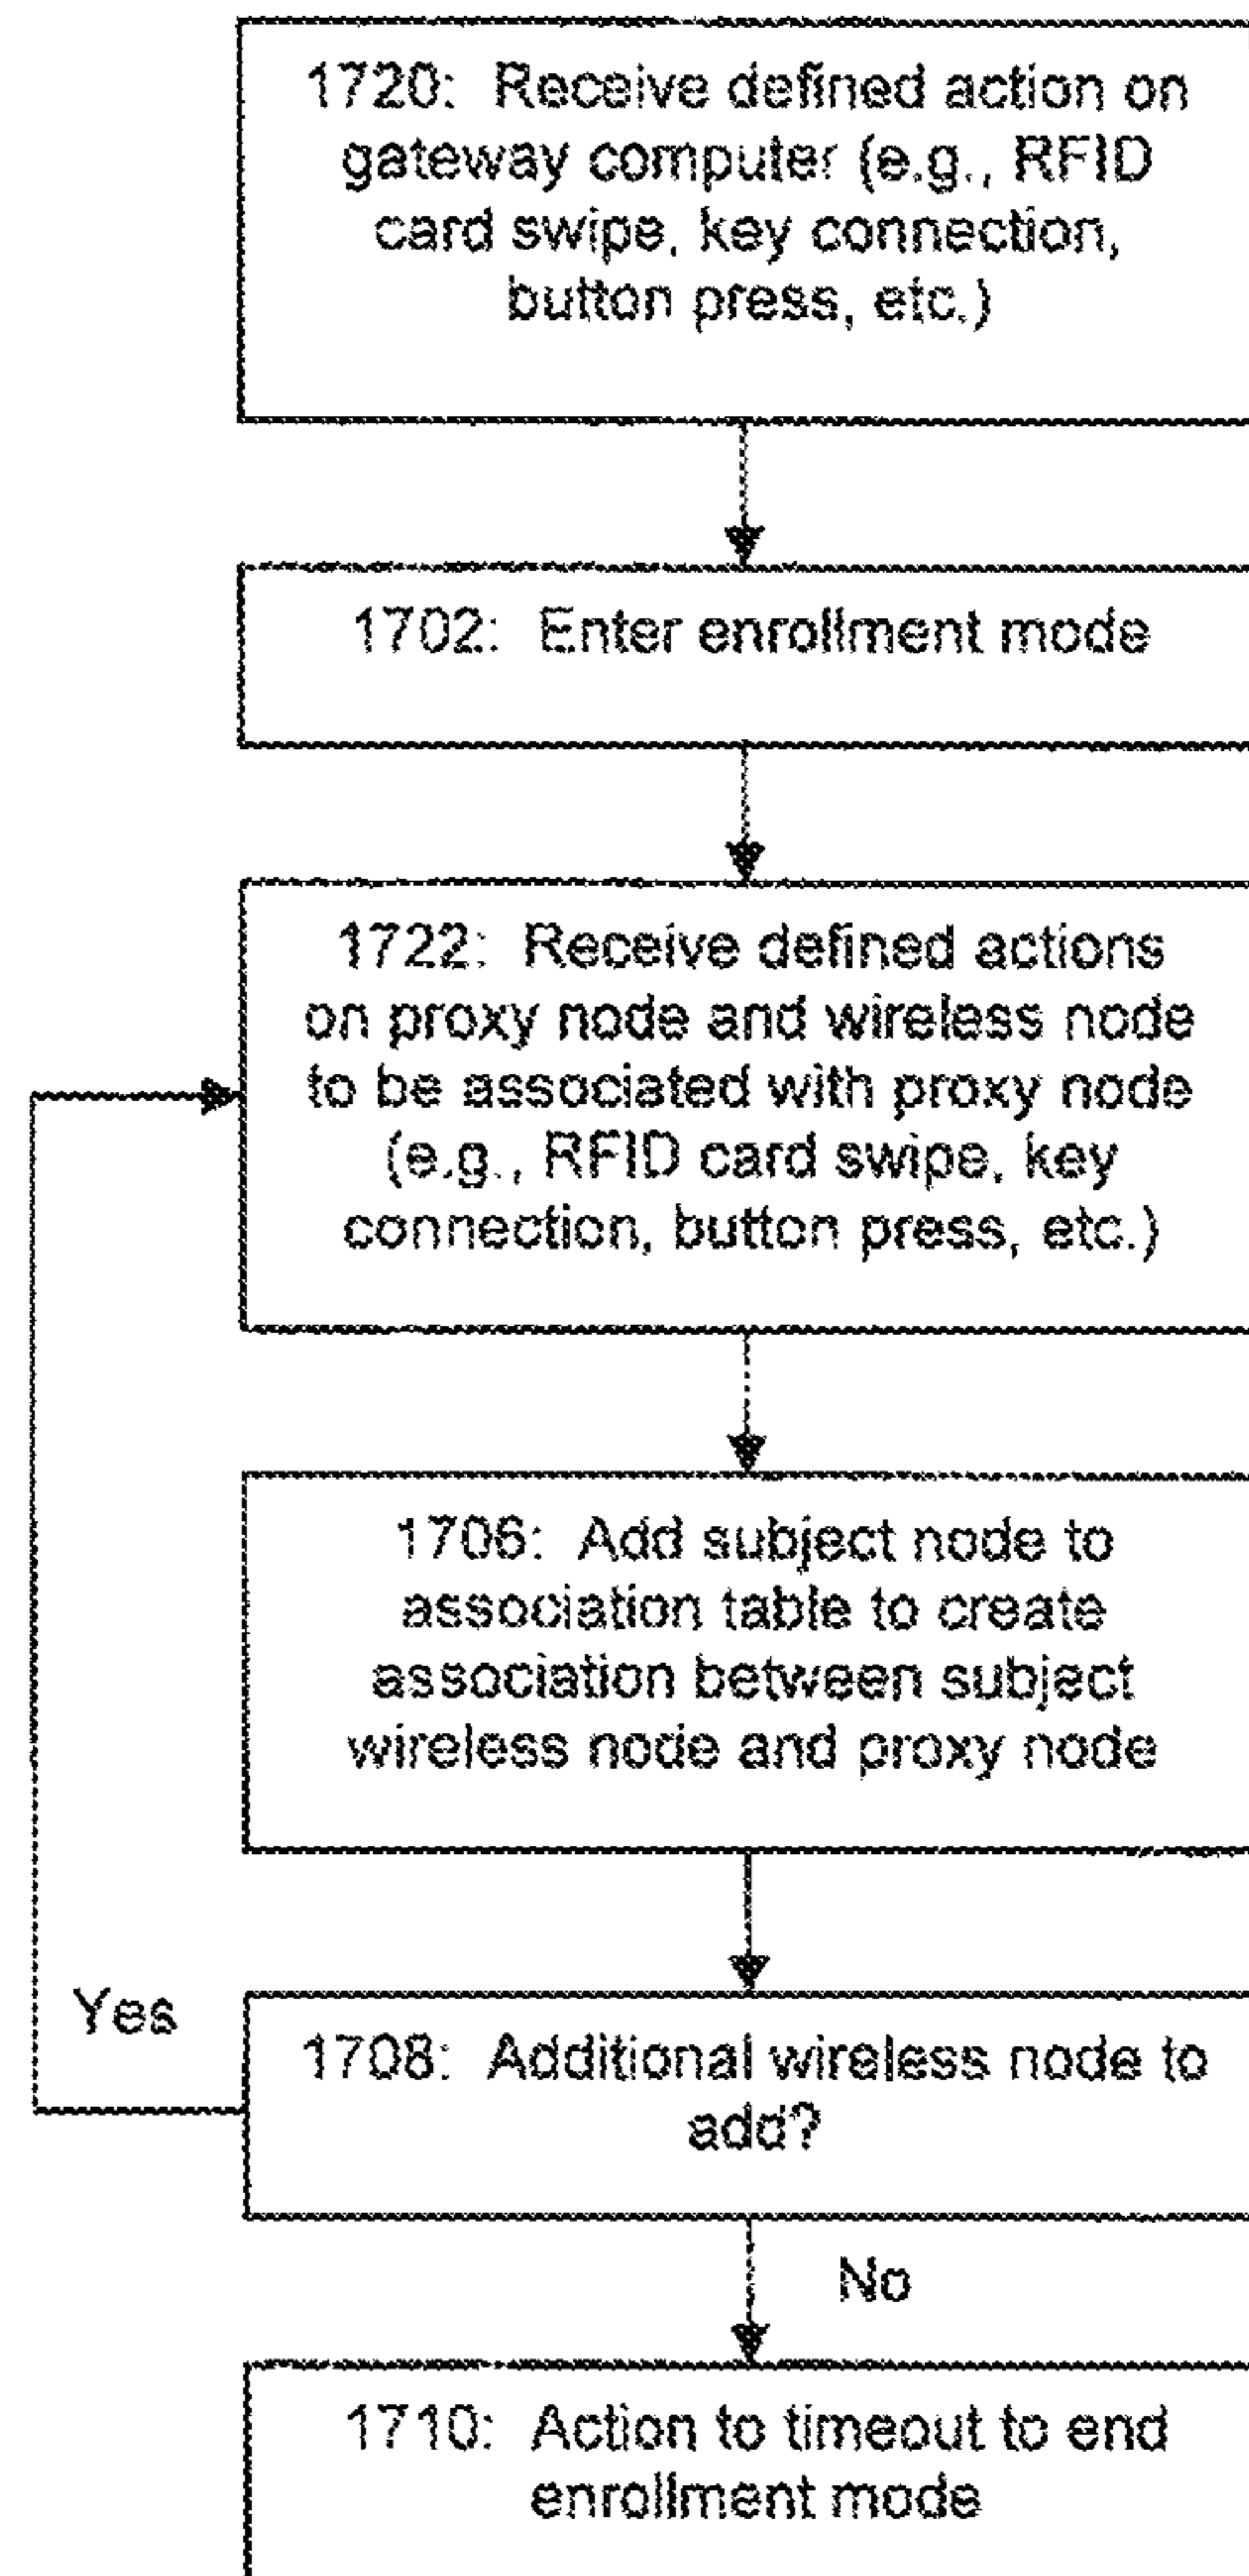 1720: Receive defined action on
gateway computer (e.g., RFID
card swipe, key connection,
button press, etc.)
1702: Enter enrollment mode
1722: Receive defined actions
on proxy node and wireless node
to be associated with proxy node
(e.g., RFID card swipe, key
connection, button press, etc.)
1706: Add subject node to
association table to create
association between subject
wireless node and proxy node
Yes
1708: Additional wireless node to
add?
No
1710: Action to timeout to end
enrollment mode